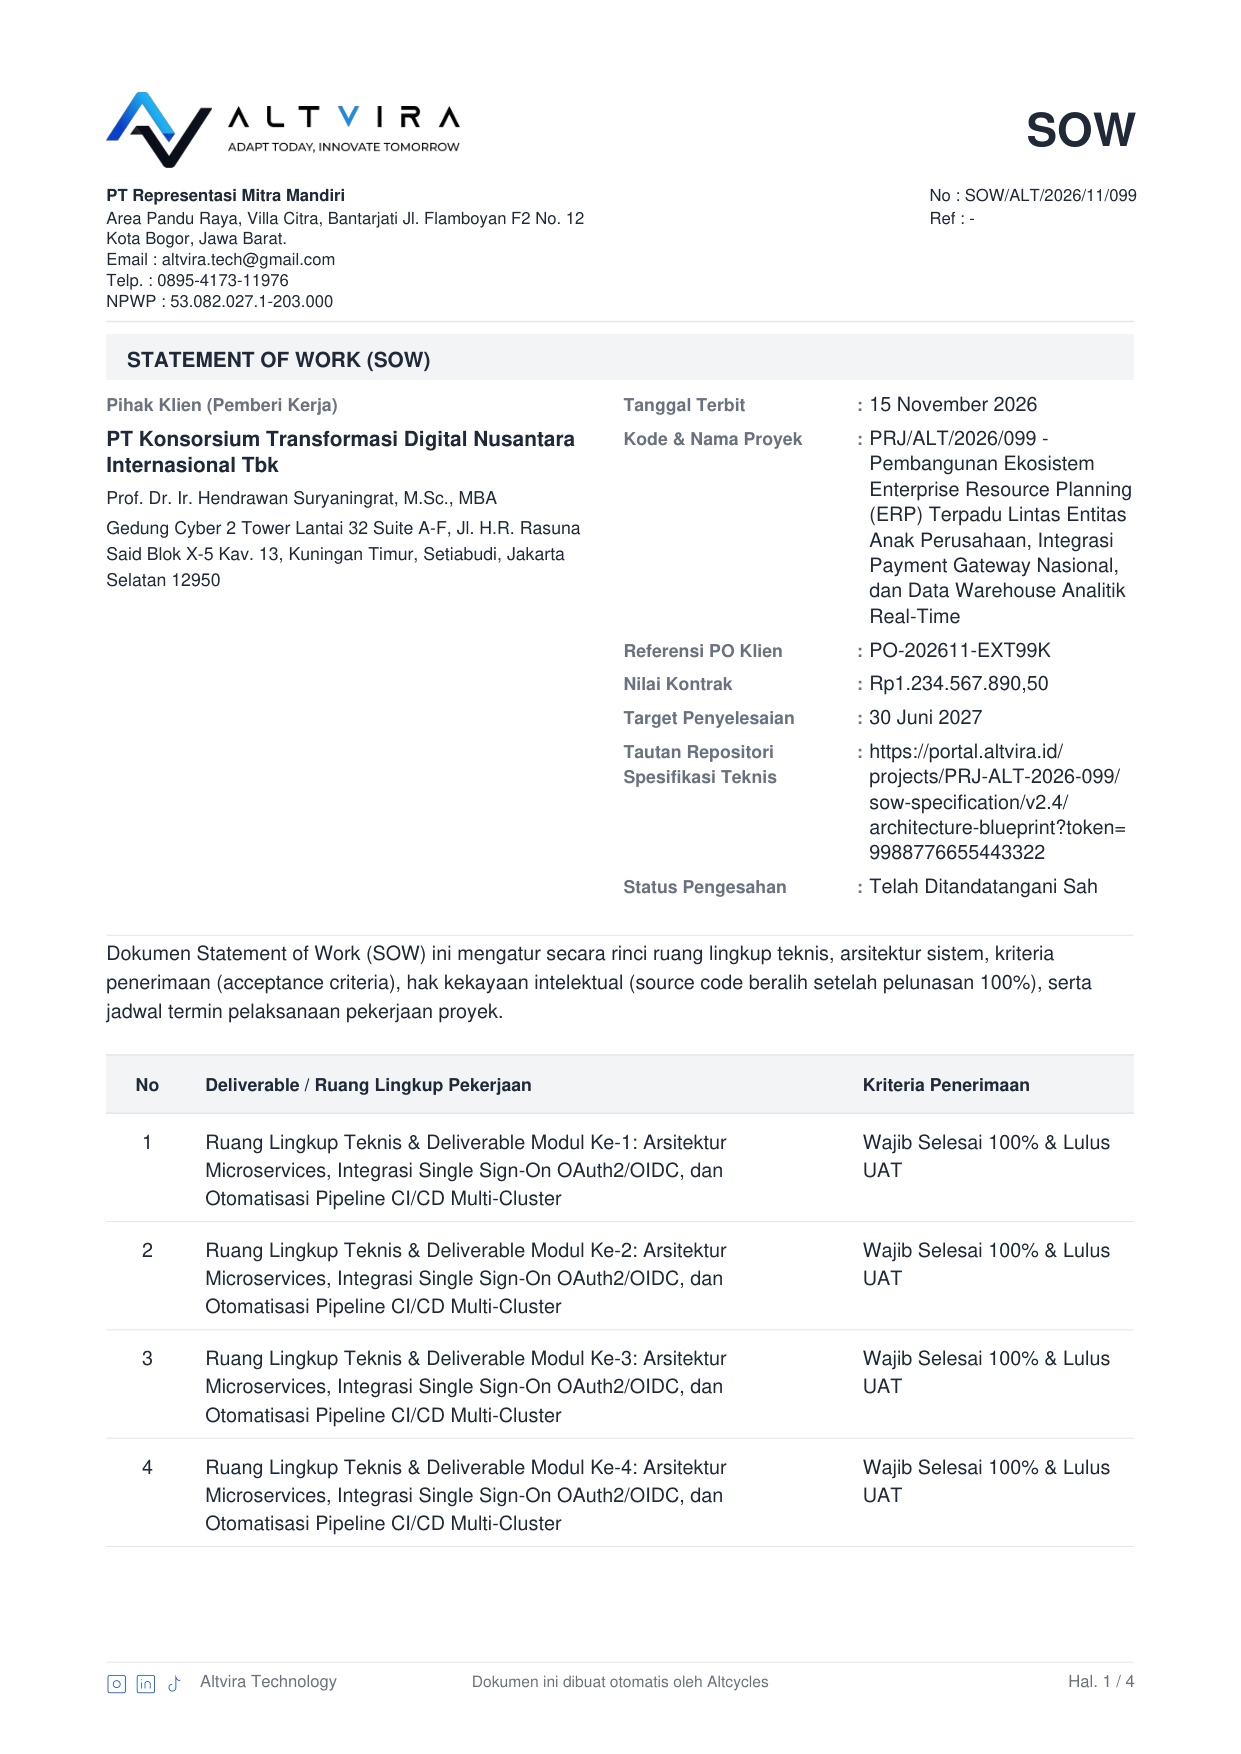 ALTVIRA
ADAPT TODAY, INNOVATE TOMORROW
SOW
PT Representasi Mitra Mandiri
Area Pandu Raya, Villa Citra, Bantarjati Jl. Flamboyan F2 No. 12
Kota Bogor, Jawa Barat.
Email : altvira.tech@gmail.com
Telp. : 0895-4173-11976
NPWP : 53.082.027.1-203.000
No : SOW/ALT/2026/11/099
Ref : -
STATEMENT OF WORK (SOW)
Pihak Klien (Pemberi Kerja)
PT Konsorsium Transformasi Digital Nusantara
Internasional Tbk
Prof. Dr. Ir. Hendrawan Suryaningrat, M.Sc., MBA
Gedung Cyber 2 Tower Lantai 32 Suite A-F, Jl. H.R. Rasuna
Said Blok X-5 Kav. 13, Kuningan Timur, Setiabudi, Jakarta
Selatan 12950
Tanggal Terbit : 15 November 2026
Kode & Nama Proyek : PRJ/ALT/2026/099 -
Pembangunan Ekosistem
Enterprise Resource Planning
(ERP) Terpadu Lintas Entitas
Anak Perusahaan, Integrasi
Payment Gateway Nasional,
dan Data Warehouse Analitik
Real-Time
Referensi PO Klien : PO-202611-EXT99K
Nilai Kontrak : Rp1.234.567.890,50
Target Penyelesaian : 30 Juni 2027
Tautan Repositori : https://portal.altvira.id/
Spesifikasi Teknis projects/PRJ-ALT-2026-099/
sow-specification/v2.4/
architecture-blueprint?token=
9988776655443322
Status Pengesahan : Telah Ditandatangani Sah
Dokumen Statement of Work (SOW) ini mengatur secara rinci ruang lingkup teknis, arsitektur sistem, kriteria
penerimaan (acceptance criteria), hak kekayaan intelektual (source code beralih setelah pelunasan 100%), serta
jadwal termin pelaksanaan pekerjaan proyek.
No Deliverable / Ruang Lingkup Pekerjaan Kriteria Penerimaan
1 Ruang Lingkup Teknis & Deliverable Modul Ke-1: Arsitektur Wajib Selesai 100% & Lulus
Microservices, Integrasi Single Sign-On OAuth2/OIDC, dan UAT
Otomatisasi Pipeline CI/CD Multi-Cluster
2 Ruang Lingkup Teknis & Deliverable Modul Ke-2: Arsitektur Wajib Selesai 100% & Lulus
Microservices, Integrasi Single Sign-On OAuth2/OIDC, dan UAT
Otomatisasi Pipeline CI/CD Multi-Cluster
3 Ruang Lingkup Teknis & Deliverable Modul Ke-3: Arsitektur Wajib Selesai 100% & Lulus
Microservices, Integrasi Single Sign-On OAuth2/OIDC, dan UAT
Otomatisasi Pipeline CI/CD Multi-Cluster
4 Ruang Lingkup Teknis & Deliverable Modul Ke-4: Arsitektur Wajib Selesai 100% & Lulus
Microservices, Integrasi Single Sign-On OAuth2/OIDC, dan UAT
Otomatisasi Pipeline CI/CD Multi-Cluster
Altvira Technology Dokumen ini dibuat otomatis oleh Altcycles Hal. 1 / 4